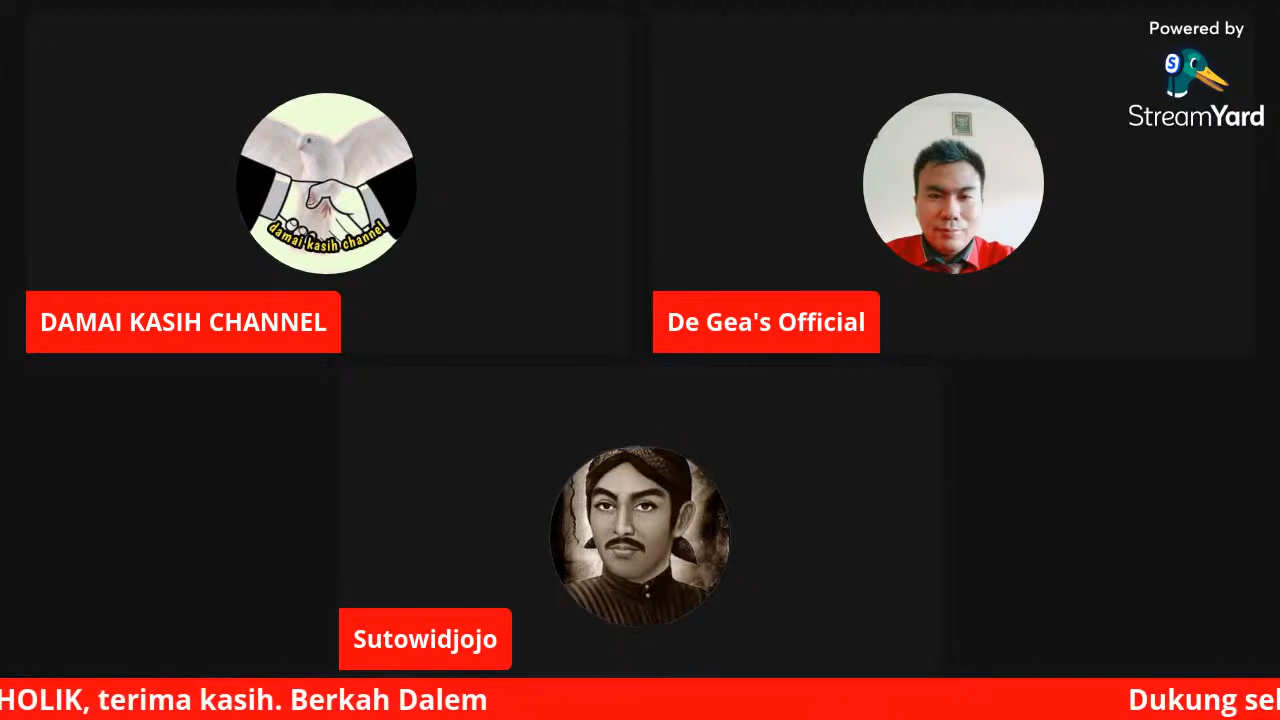 Powered by
S
StreamYard
damai kasih channel
DAMAI KASIH CHANNEL
De Gea's Official
Sutowidjojo
HOLIK, terima kasih. Berkah Dalem
Dukung sel